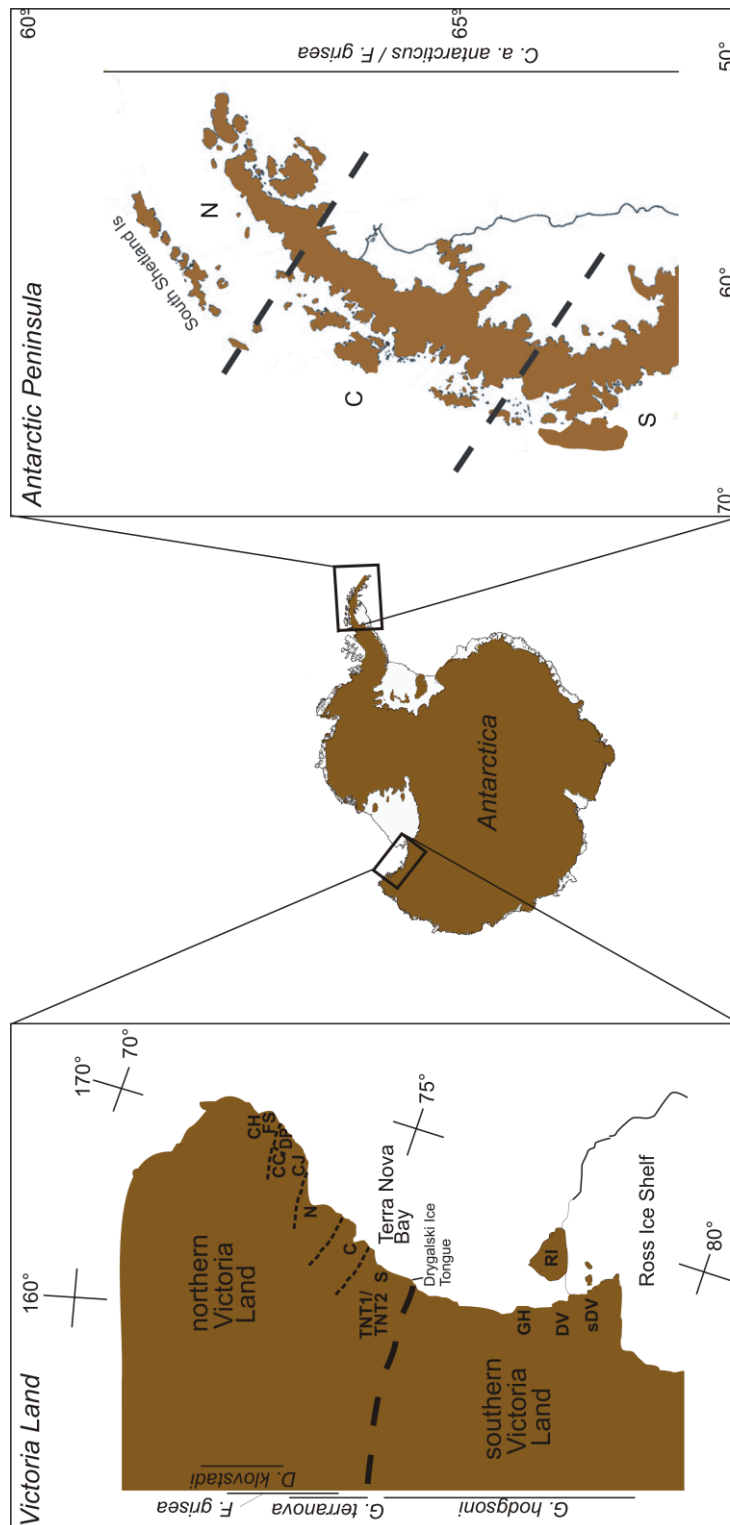 Victoria Land
170°
70°
160°
northern
Victoria
Land
CH
FS
CC
DP
CJ
N
C
75°
Terra Nova
Bay
S
TNT1/
TNT2
Drygalski Ice
Tongue
RI
Ross Ice Shelf
GH
DV
sDV
80°
southern
Victoria
Land
D. klovstadi
F. grisea
G. terranova
G. hodgsoni
Antarctica
Antarctic Peninsula
60°
South Shetland Is
N
65°
C
C. a. antarcticus / F. grisea
S
70°
60°
50°